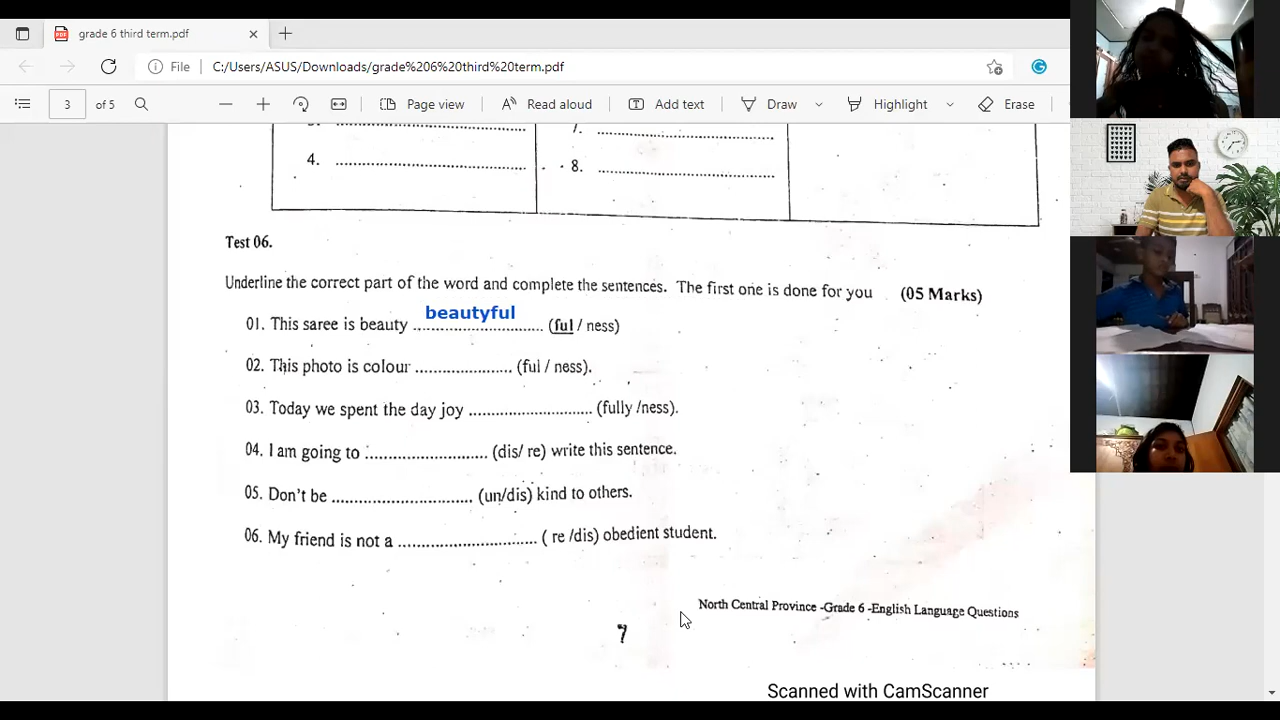 grade 6 third term.pdf
File C:/Users/ASUS/Downloads/grade%206%20third%20term.pdf
3 of 5 Page view Read aloud Add text Draw Highlight Erase
7.
4. 8.
Test 06.
Underline the correct part of the word and complete the sentences. The first one is done for you (05 Marks)
beautyful
01. This saree is beauty .............................. (ful / ness)
02. This photo is colour ..................... (ful / ness).
03. Today we spent the day joy .......................... (fully /ness).
04. I am going to .......................... (dis/ re) write this sentence.
05. Don't be .............................. (un/dis) kind to others.
06. My friend is not a .............................. ( re /dis) obedient student.
North Central Province -Grade 6 -English Language Questions
7
Scanned with CamScanner